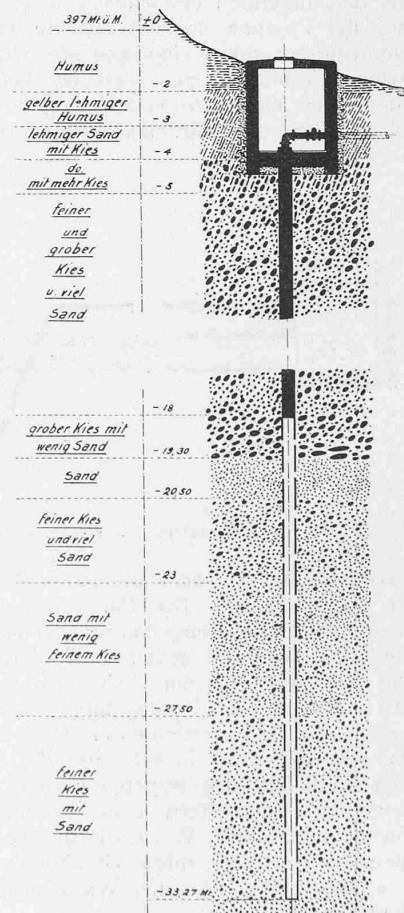 397 M.ü.M. ±0
Humus
- 2
gelber lehmiger
Humus
- 3
lehmiger Sand
mit Kies
- 4
do.
mit mehr Kies
- 5
feiner
und
grober
Kies
u. viel
Sand
- 18
grober Kies mit
wenig Sand
- 19,30
Sand
- 20,50
feiner Kies
und viel
Sand
- 23
Sand mit
wenig
feinem Kies
- 27,50
feiner
Kies
mit
Sand
- 33,27 M.